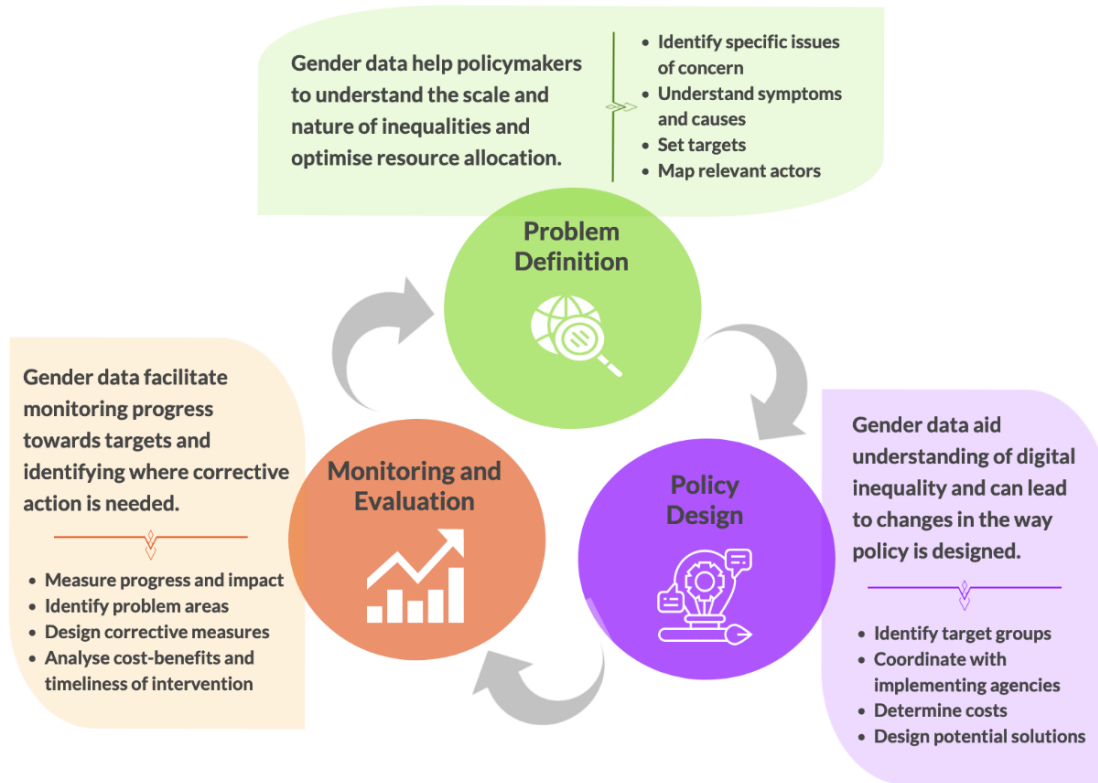 Gender data help policymakers
to understand the scale and
nature of inequalities and
optimise resource allocation.
• Identify specific issues
of concern
• Understand symptoms
and causes
• Set targets
• Map relevant actors
Problem
Definition
Policy
Design
Gender data aid
understanding of digital
inequality and can lead
to changes in the way
policy is designed.
• Identify target groups
• Coordinate with
implementing agencies
• Determine costs
• Design potential solutions
Monitoring and
Evaluation
Gender data facilitate
monitoring progress
towards targets and
identifying where corrective
action is needed.
• Measure progress and impact
• Identify problem areas
• Design corrective measures
• Analyse cost-benefits and
timeliness of intervention